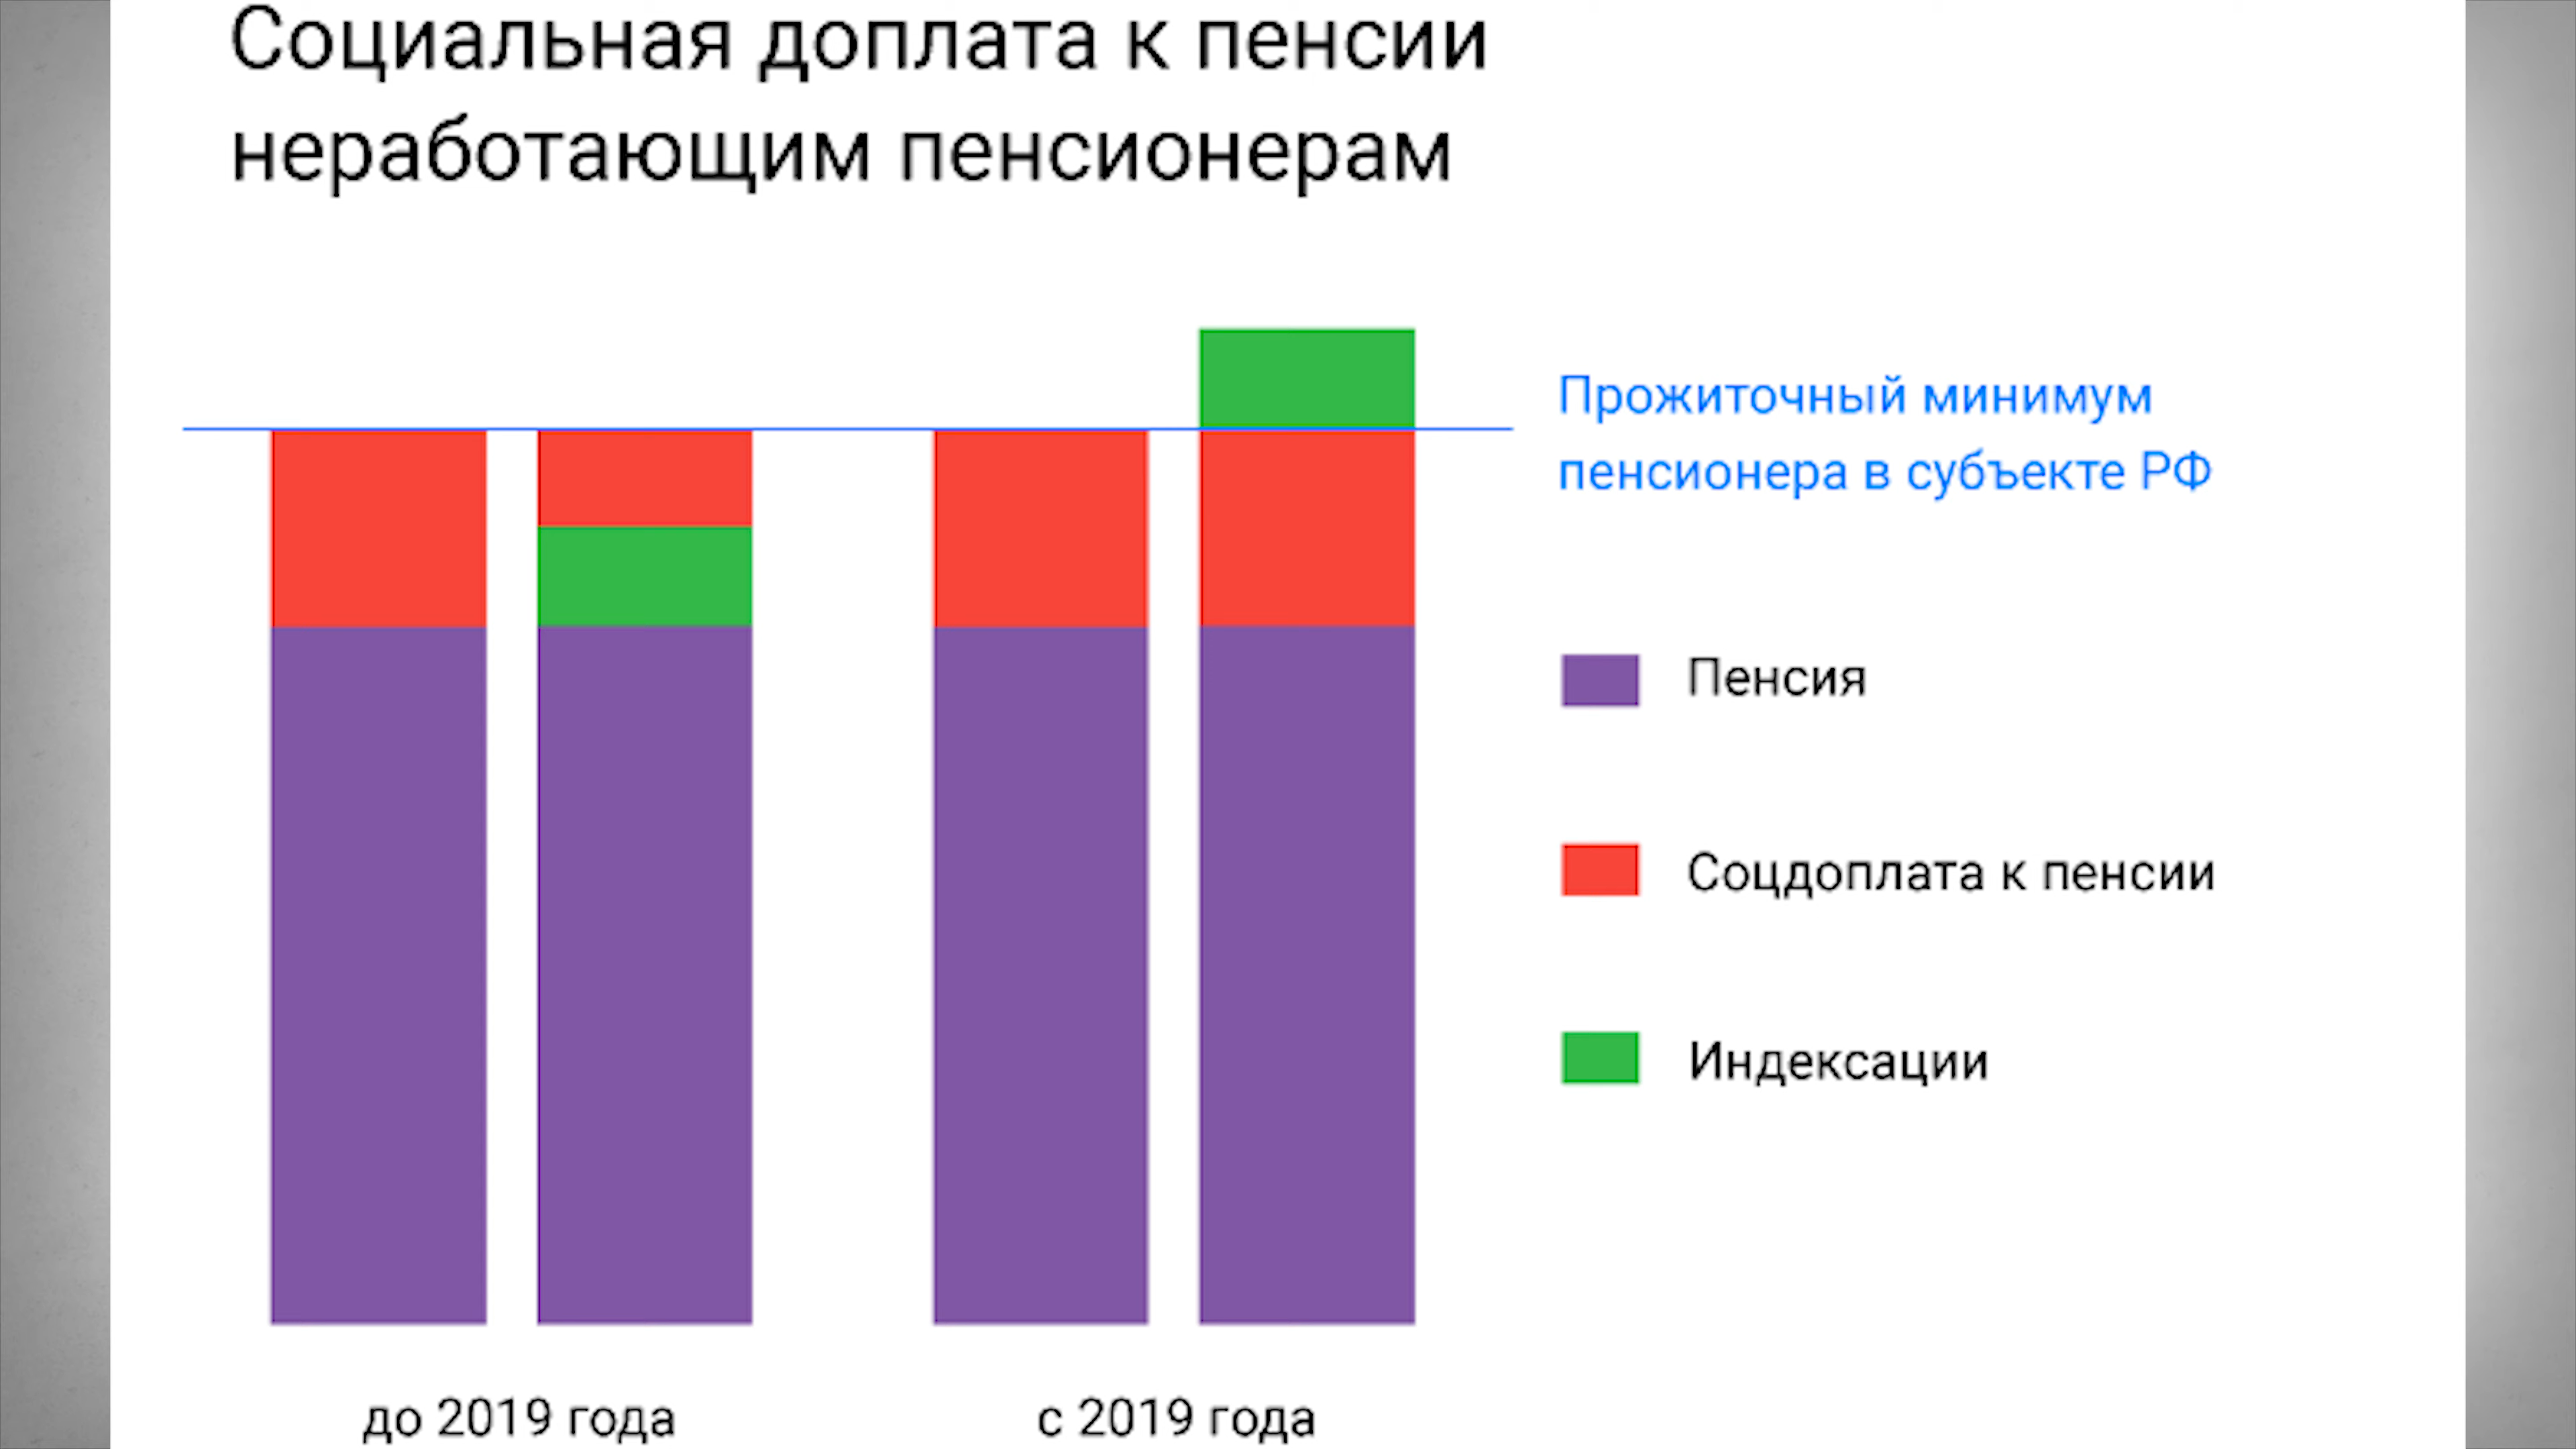 Социальная доплата к пенсии
неработающим пенсионерам
Прожиточный минимум
пенсионера в субъекте РФ
Пенсия
Соцдоплата к пенсии
Индексации
до 2019 года
с 2019 года